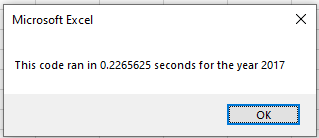 Microsoft Excel
This code ran in 0.2265625 seconds for the year 2017
OK